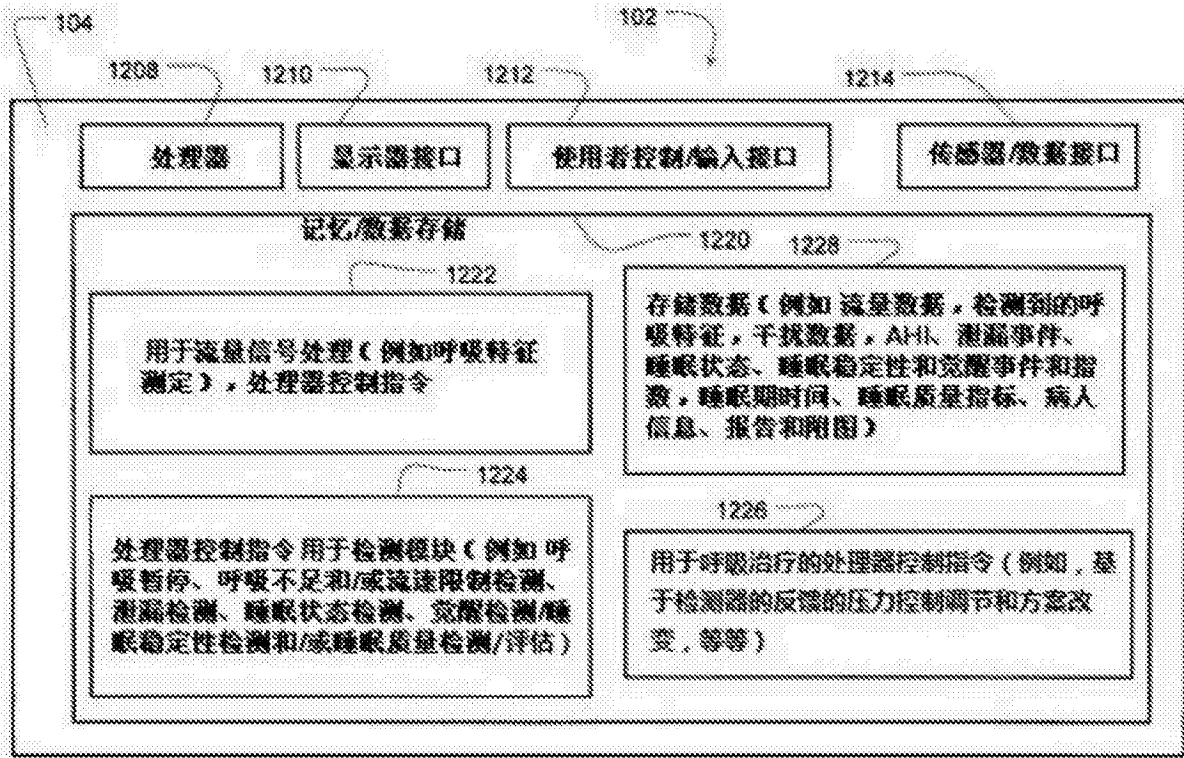 104
102
1208
1210
1212
1214
处理器
显示器接口
使用者控制/输入接口
传感器/数据接口
记忆/数据存储
1220
1228
1222
用于流量信号处理(例如呼吸特征
测定),处理器控制指令
存储数据(例如 流量数据,检测到的呼
吸特征,干扰数据,AHI、泄漏事件、
睡眠状态、睡眠稳定性和觉醒事件和指
数,睡眠期时间、睡眠质量指标、病人
信息、报告和附图)
1224
处理器控制指令 用于检测模块(例如 呼
吸暂停、呼吸不足和/或流速限制检测、
泄漏检测、睡眠状态检测、觉醒检测/睡
眠稳定性检测和/或睡眠质量检测/评估)
1226
用于呼吸治疗的处理器控制指令(例如,基
于检测器的反馈的压力控制调节和方案改
变,等等)